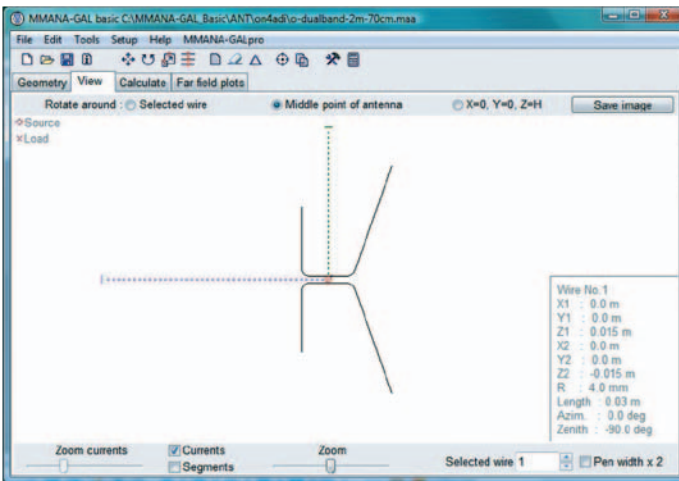 MMANA-GAL basic C:\MMANA-GAL_Basic\ANT\on4adi\o-dualband-2m-70cm.maa
File Edit Tools Setup Help MMANA-GALpro
Geometry View Calculate Far field plots
Rotate around : Selected wire Middle point of antenna X=0, Y=0, Z=H Save image
Source
Load
Wire No.1
X1 : 0.0 m
Y1 : 0.0 m
Z1 : 0.015 m
X2 : 0.0 m
Y2 : 0.0 m
Z2 : -0.015 m
R : 4.0 mm
Length : 0.03 m
Azim. : 0.0 deg
Zenith : -90.0 deg
Zoom currents Currents Zoom
Segments Selected wire 1 Pen width x 2